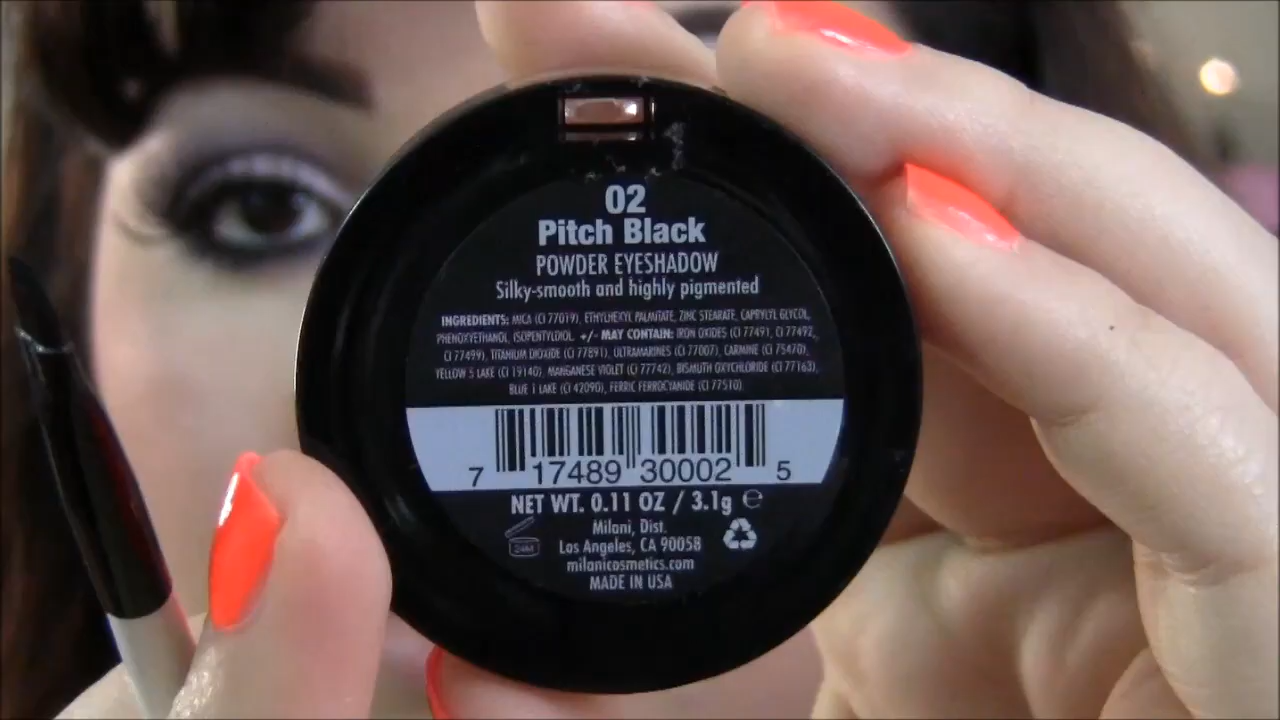 02
Pitch Black
POWDER EYESHADOW
Silky-smooth and highly pigmented
INGREDIENTS: MICA (CI 77019), ETHYLHEXYL PALMITATE, ZINC STEARATE, CAPRYLYL GLYCOL,
PHENOXYETHANOL, ISOPENTYLDIOL. +/- MAY CONTAIN: IRON OXIDES (CI 77491, CI 77492,
CI 77499), TITANIUM DIOXIDE (CI 77891), ULTRAMARINES (CI 77007), CARMINE (CI 75470),
YELLOW 5 LAKE (CI 19140), MANGANESE VIOLET (CI 77742), BISMUTH OXYCHLORIDE (CI 77163),
BLUE 1 LAKE (CI 42090), FERRIC FERROCYANIDE (CI 77510)
7 17489 30002 5
NET WT. 0.11 OZ / 3.1g e
24M
Milani, Dist.
Los Angeles, CA 90058
milanicosmetics.com
MADE IN USA